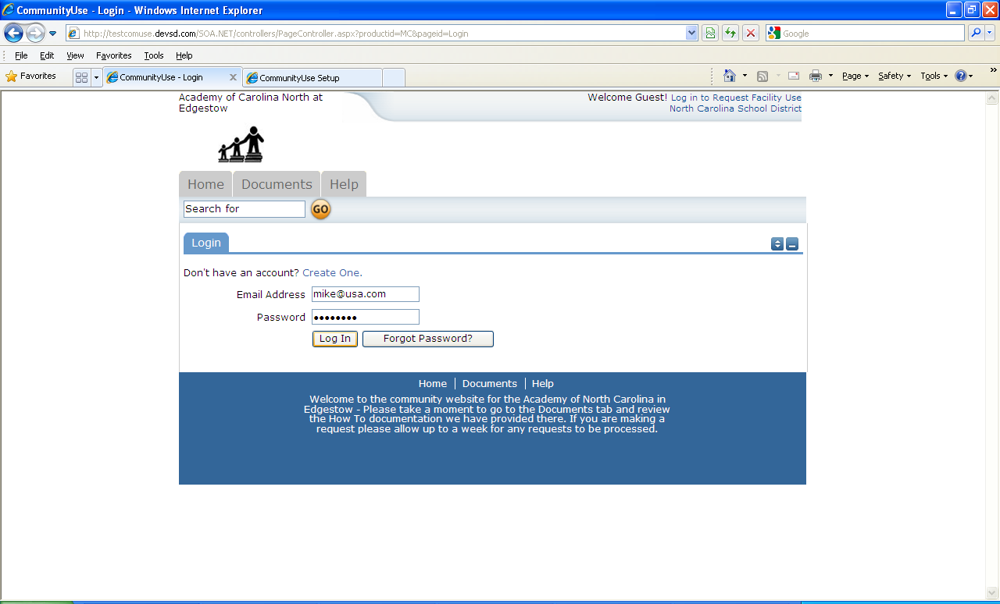 CommunityUse - Login - Windows Internet Explorer
http://testcomuse.devsd.com/SOA.NET/controllers/PageController.aspx?productid=MC&pageid=Login
Google
File Edit View Favorites Tools Help
Favorites CommunityUse - Login CommunityUse Setup Page Safety Tools
Academy of Carolina North at
Edgestow
Welcome Guest! Log in to Request Facility Use
North Carolina School District
Home Documents Help
Search for GO
Login
Don't have an account? Create One.
Email Address mike@usa.com
Password ••••••••
Log In Forgot Password?
Home Documents Help
Welcome to the community website for the Academy of North Carolina in
Edgestow - Please take a moment to go to the Documents tab and review
the How To documentation we have provided there. If you are making a
request please allow up to a week for any requests to be processed.